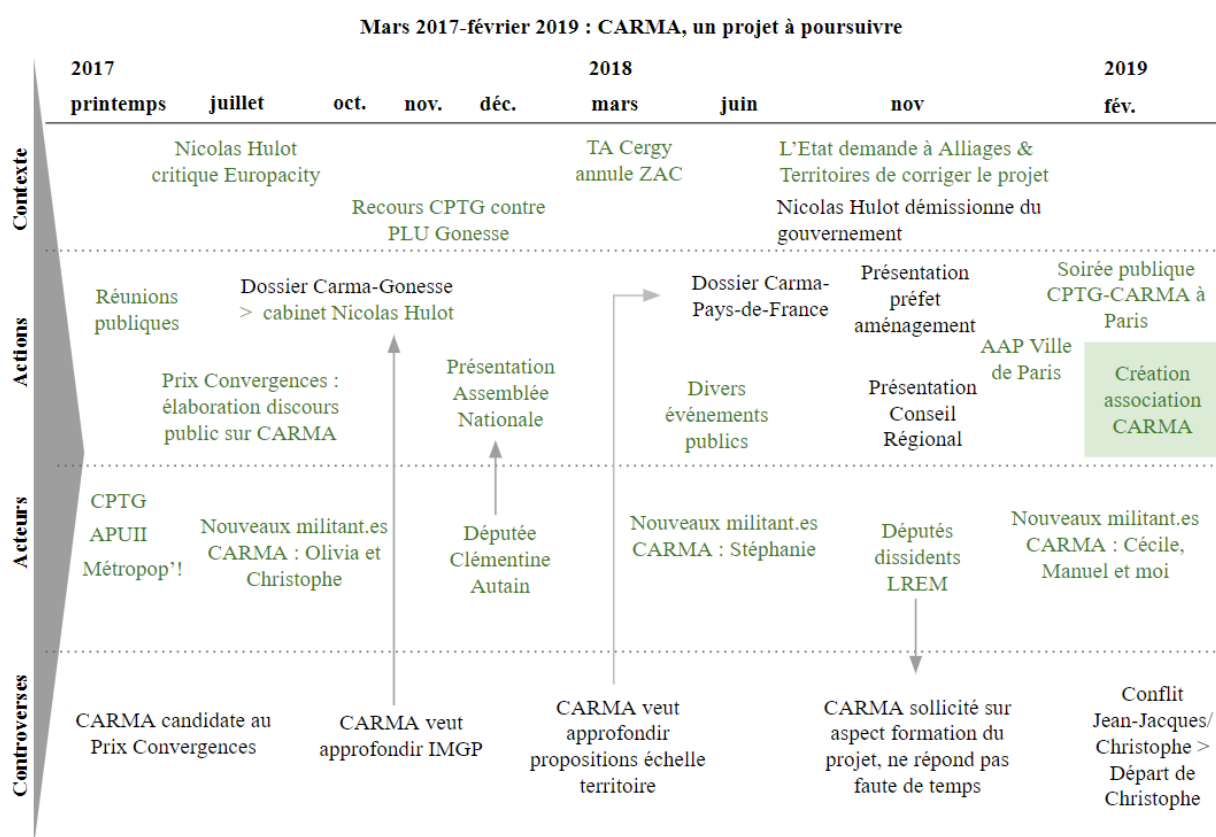 Mars 2017-février 2019 : CARMA, un projet à poursuivre
2017
2018
2019
printemps
juillet
oct.
nov.
déc.
mars
juin
nov
fév.
Contexte
Nicolas Hulot
critique Europacity
Recours CPTG contre
PLU Gonesse
TA Cergy
annule ZAC
L'Etat demande à Alliages &
Territoires de corriger le projet
Nicolas Hulot démissionne du
gouvernement
Actions
Réunions
publiques
Dossier Carma-Gonesse
> cabinet Nicolas Hulot
Prix Convergences :
élaboration discours
public sur CARMA
Présentation
Assemblée
Nationale
Dossier Carma-
Pays-de-France
Divers
événements
publics
Présentation
préfet
aménagement
Présentation
Conseil
Régional
AAP Ville
de Paris
Soirée publique
CPTG-CARMA à
Paris
Création
association
CARMA
Acteurs
CPTG
APUII
Métropop'!
Nouveaux militant.es
CARMA : Olivia et
Christophe
Députée
Clémentine
Autain
Nouveaux militant.es
CARMA : Stéphanie
Députés
dissidents
LREM
Nouveaux militant.es
CARMA : Cécile,
Manuel et moi
Controverses
CARMA candidate au
Prix Convergences
CARMA veut
approfondir IMGP
CARMA veut
approfondir
propositions échelle
territoire
CARMA sollicité sur
aspect formation du
projet, ne répond pas
faute de temps
Conflit
Jean-Jacques/
Christophe >
Départ de
Christophe